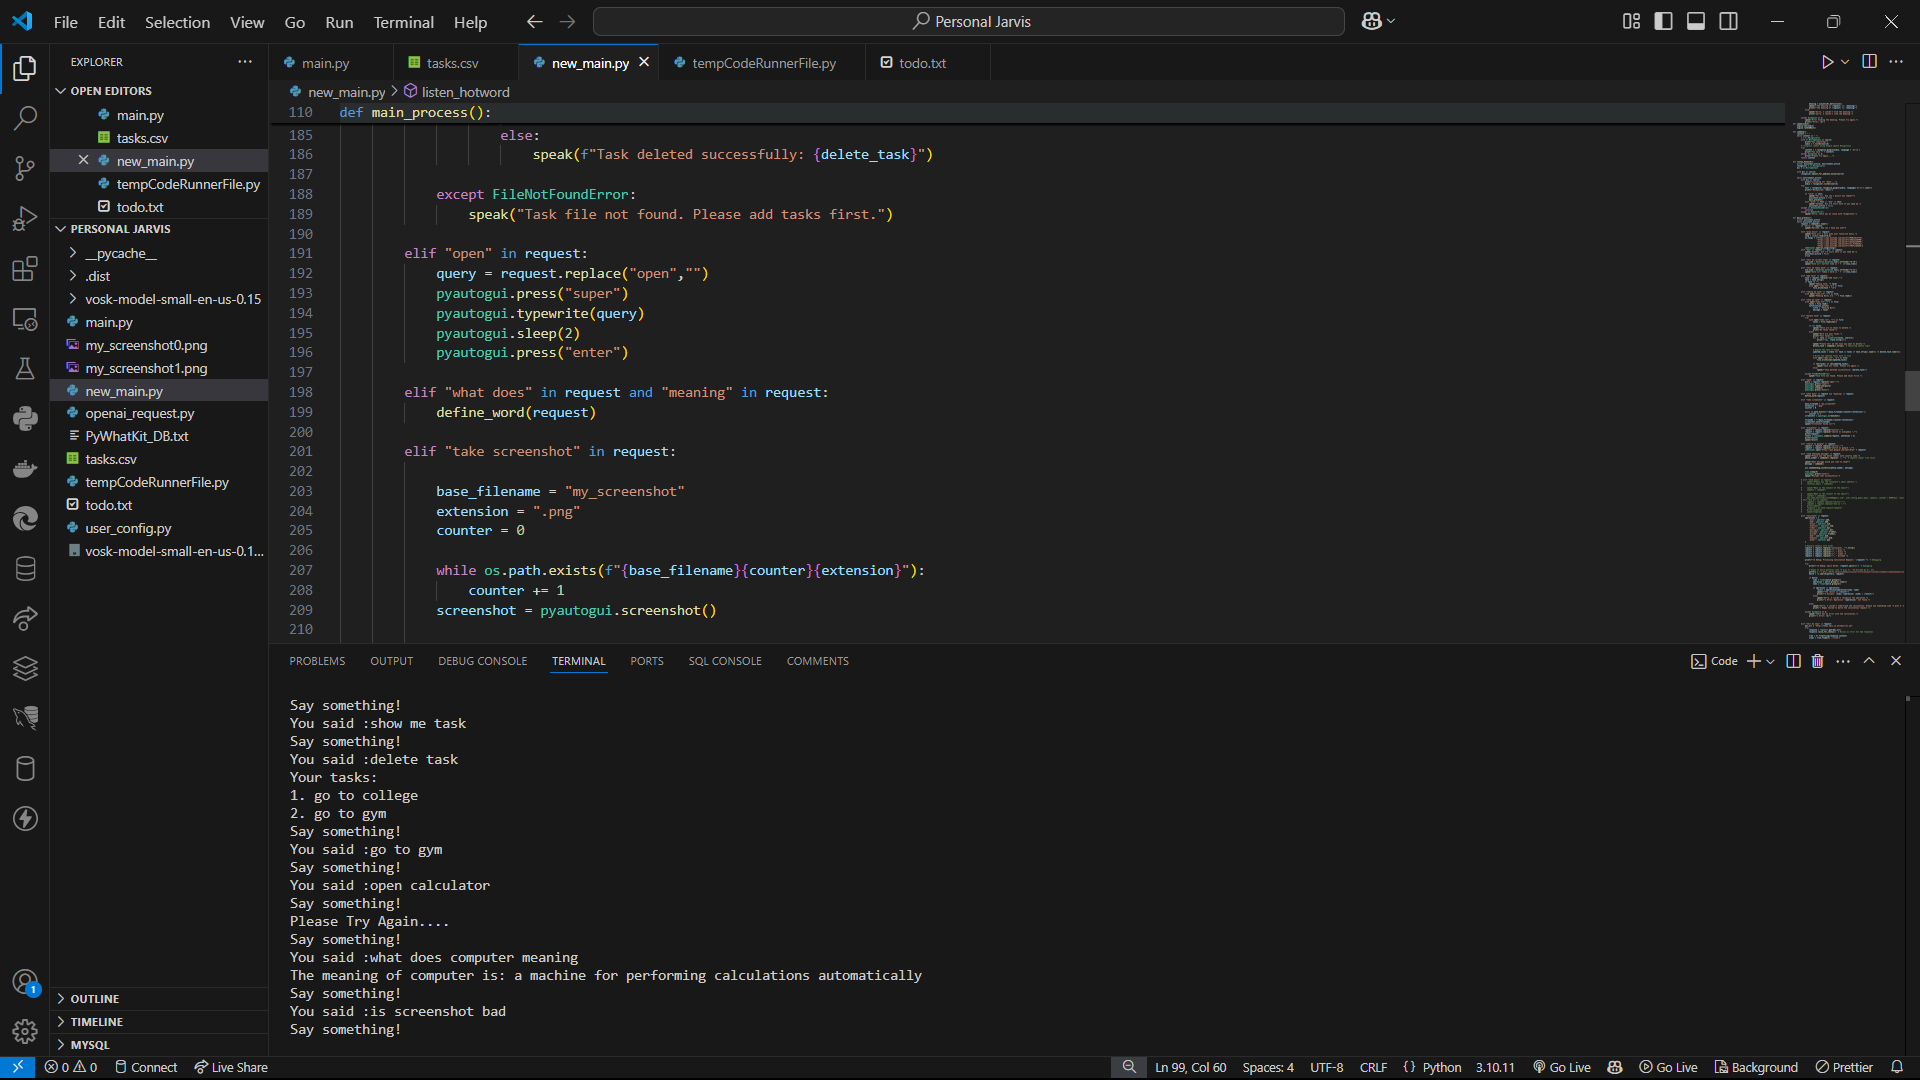 File Edit Selection View Go Run Terminal Help
Personal Jarvis
EXPLORER
OPEN EDITORS
main.py
tasks.csv
new_main.py
tempCodeRunnerFile.py
todo.txt
PERSONAL JARVIS
__pycache__
.dist
vosk-model-small-en-us-0.15
main.py
my_screenshot0.png
my_screenshot1.png
new_main.py
openai_request.py
PyWhatKit_DB.txt
tasks.csv
tempCodeRunnerFile.py
todo.txt
user_config.py
vosk-model-small-en-us-0.1...
OUTLINE
TIMELINE
MYSQL
1
main.py tasks.csv new_main.py tempCodeRunnerFile.py todo.txt
new_main.py > listen_hotword
110 def main_process():
185 else:
186 speak(f"Task deleted successfully: {delete_task}")
187
188 except FileNotFoundError:
189 speak("Task file not found. Please add tasks first.")
190
191 elif "open" in request:
192 query = request.replace("open","")
193 pyautogui.press("super")
194 pyautogui.typewrite(query)
195 pyautogui.sleep(2)
196 pyautogui.press("enter")
197
198 elif "what does" in request and "meaning" in request:
199 define_word(request)
200
201 elif "take screenshot" in request:
202
203 base_filename = "my_screenshot"
204 extension = ".png"
205 counter = 0
206
207 while os.path.exists(f"{base_filename}{counter}{extension}"):
208 counter += 1
209 screenshot = pyautogui.screenshot()
210
PROBLEMS OUTPUT DEBUG CONSOLE TERMINAL PORTS SQL CONSOLE COMMENTS
Code
Say something!
You said :show me task
Say something!
You said :delete task
Your tasks:
1. go to college
2. go to gym
Say something!
You said :go to gym
Say something!
You said :open calculator
Say something!
Please Try Again....
Say something!
You said :what does computer meaning
The meaning of computer is: a machine for performing calculations automatically
Say something!
You said :is screenshot bad
Say something!
0 0 Connect Live Share
Ln 99, Col 60 Spaces: 4 UTF-8 CRLF {} Python 3.10.11 Go Live Go Live Background Prettier